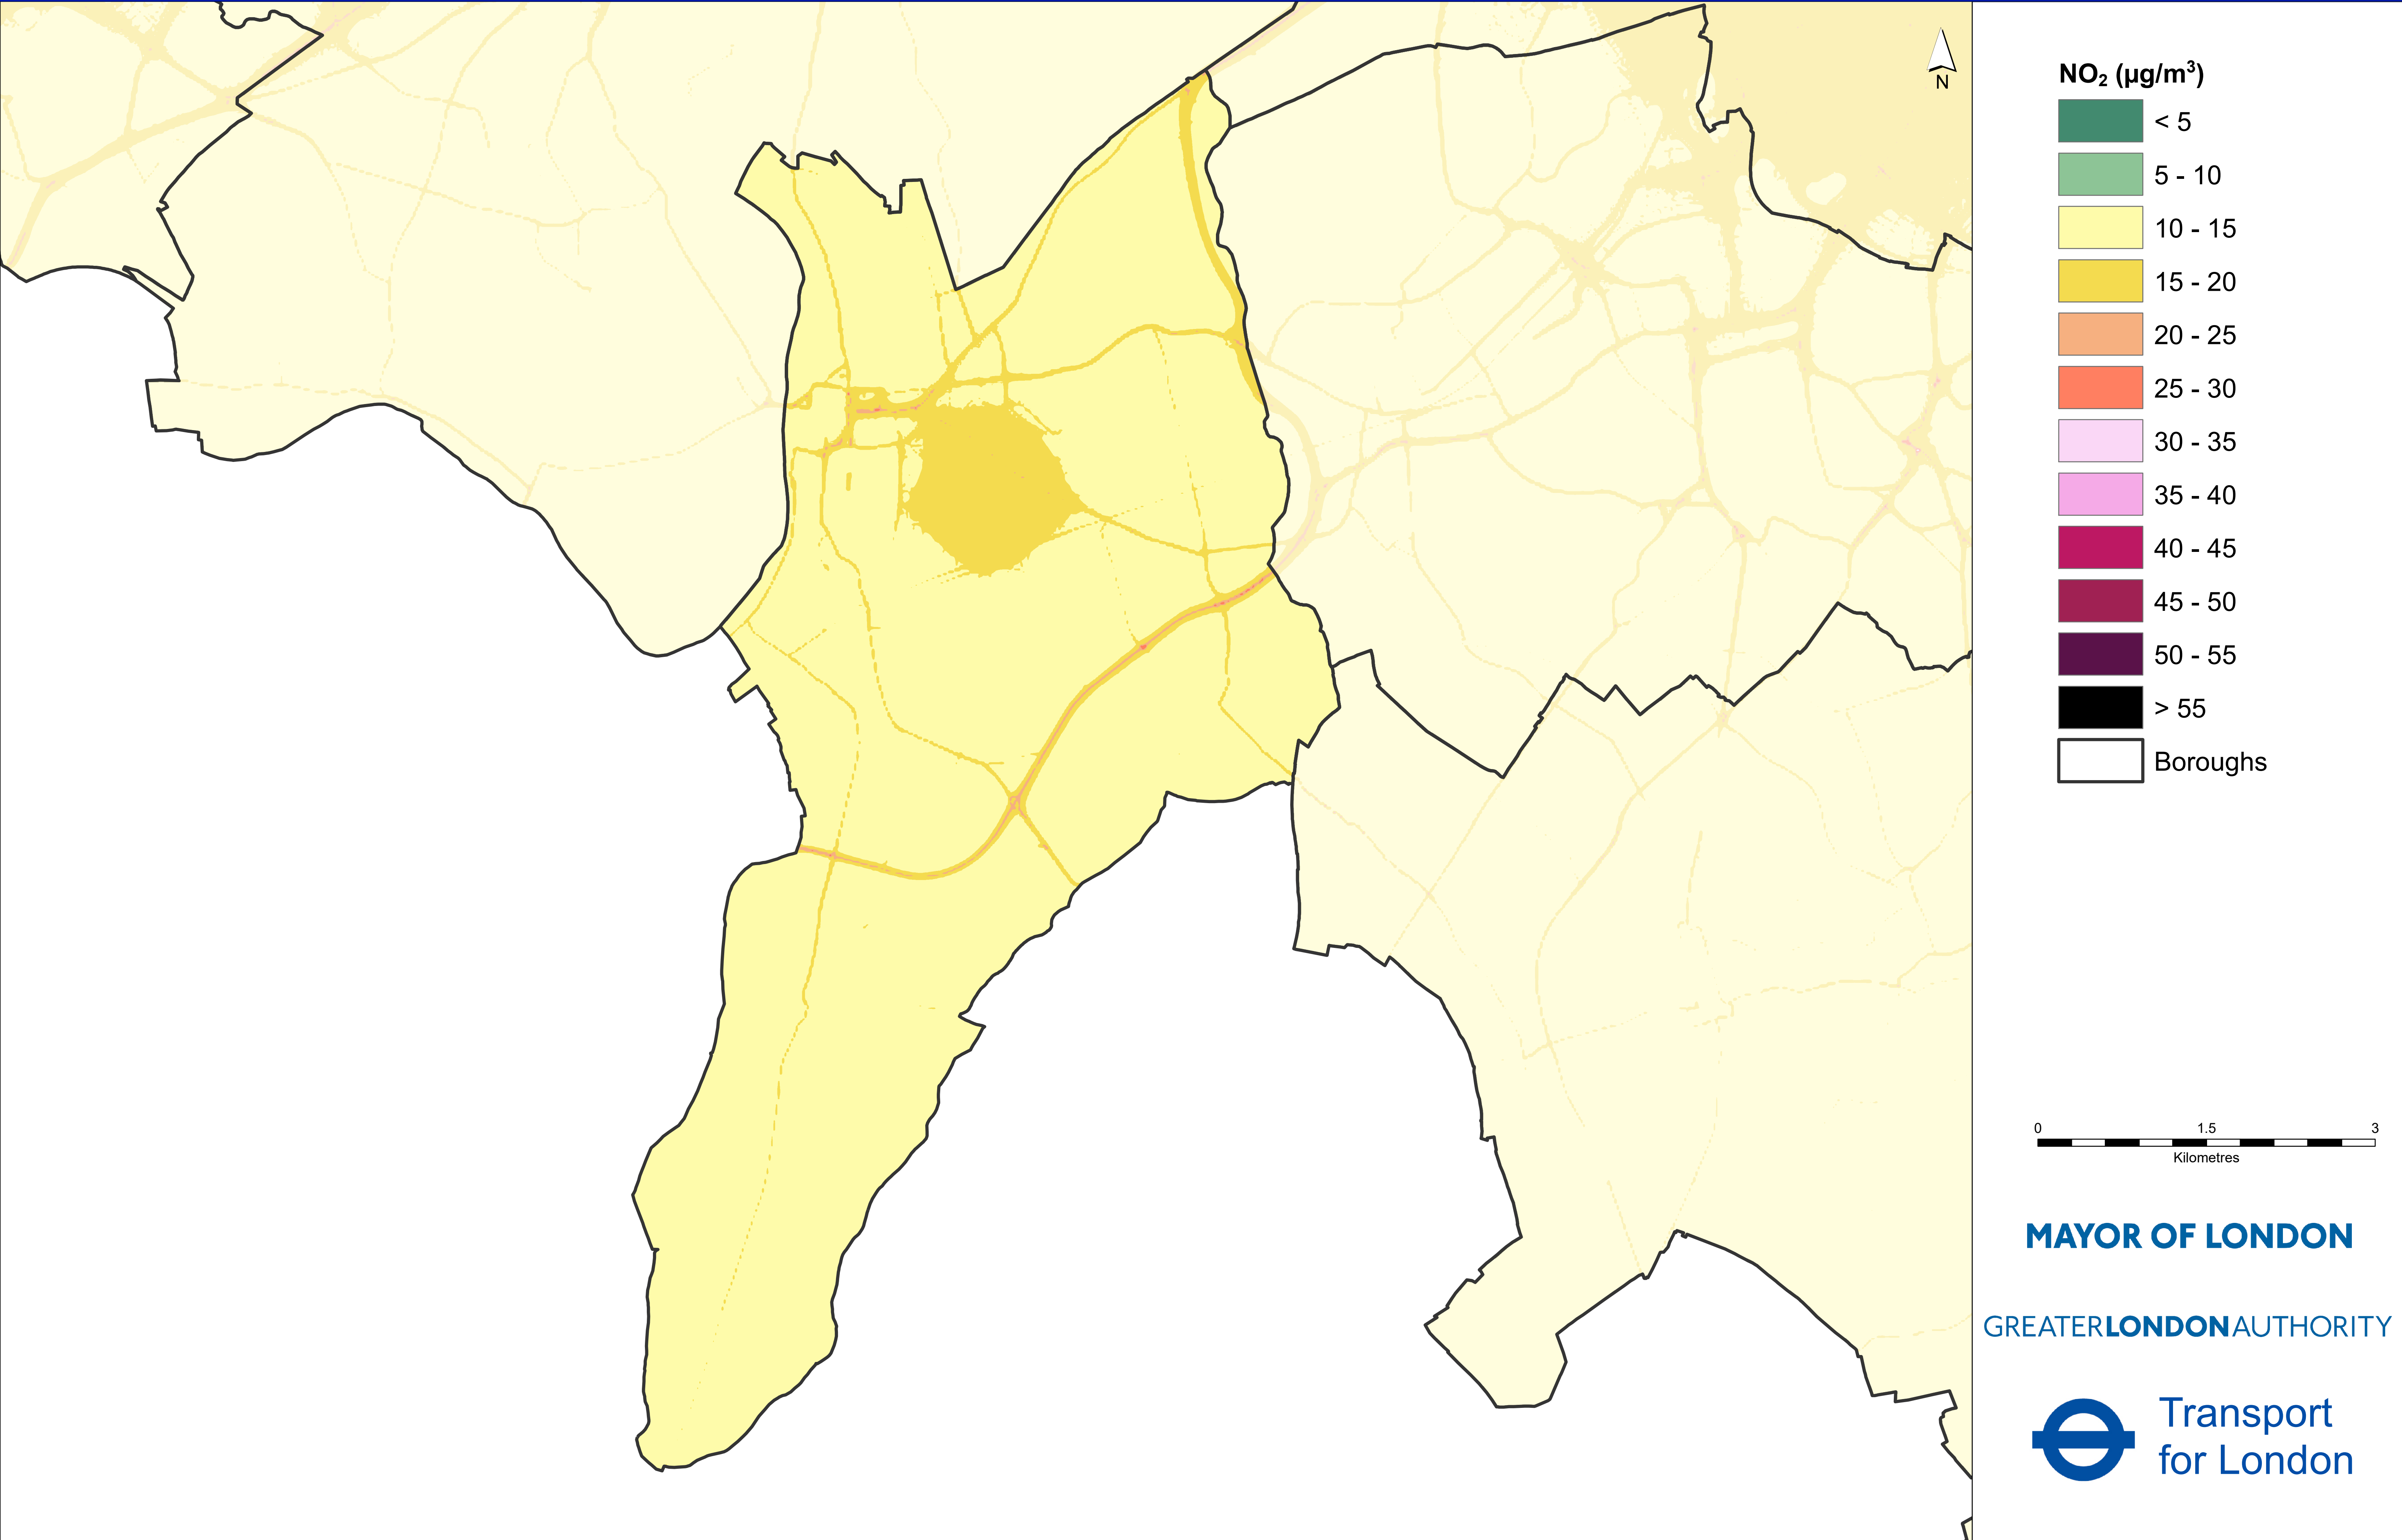 N
NO₂ (µg/m³)
< 5
5 - 10
10 - 15
15 - 20
20 - 25
25 - 30
30 - 35
35 - 40
40 - 45
45 - 50
50 - 55
> 55
Boroughs
0 1.5 3
Kilometres
MAYOR OF LONDON
GREATERLONDONAUTHORITY
Transport
for London